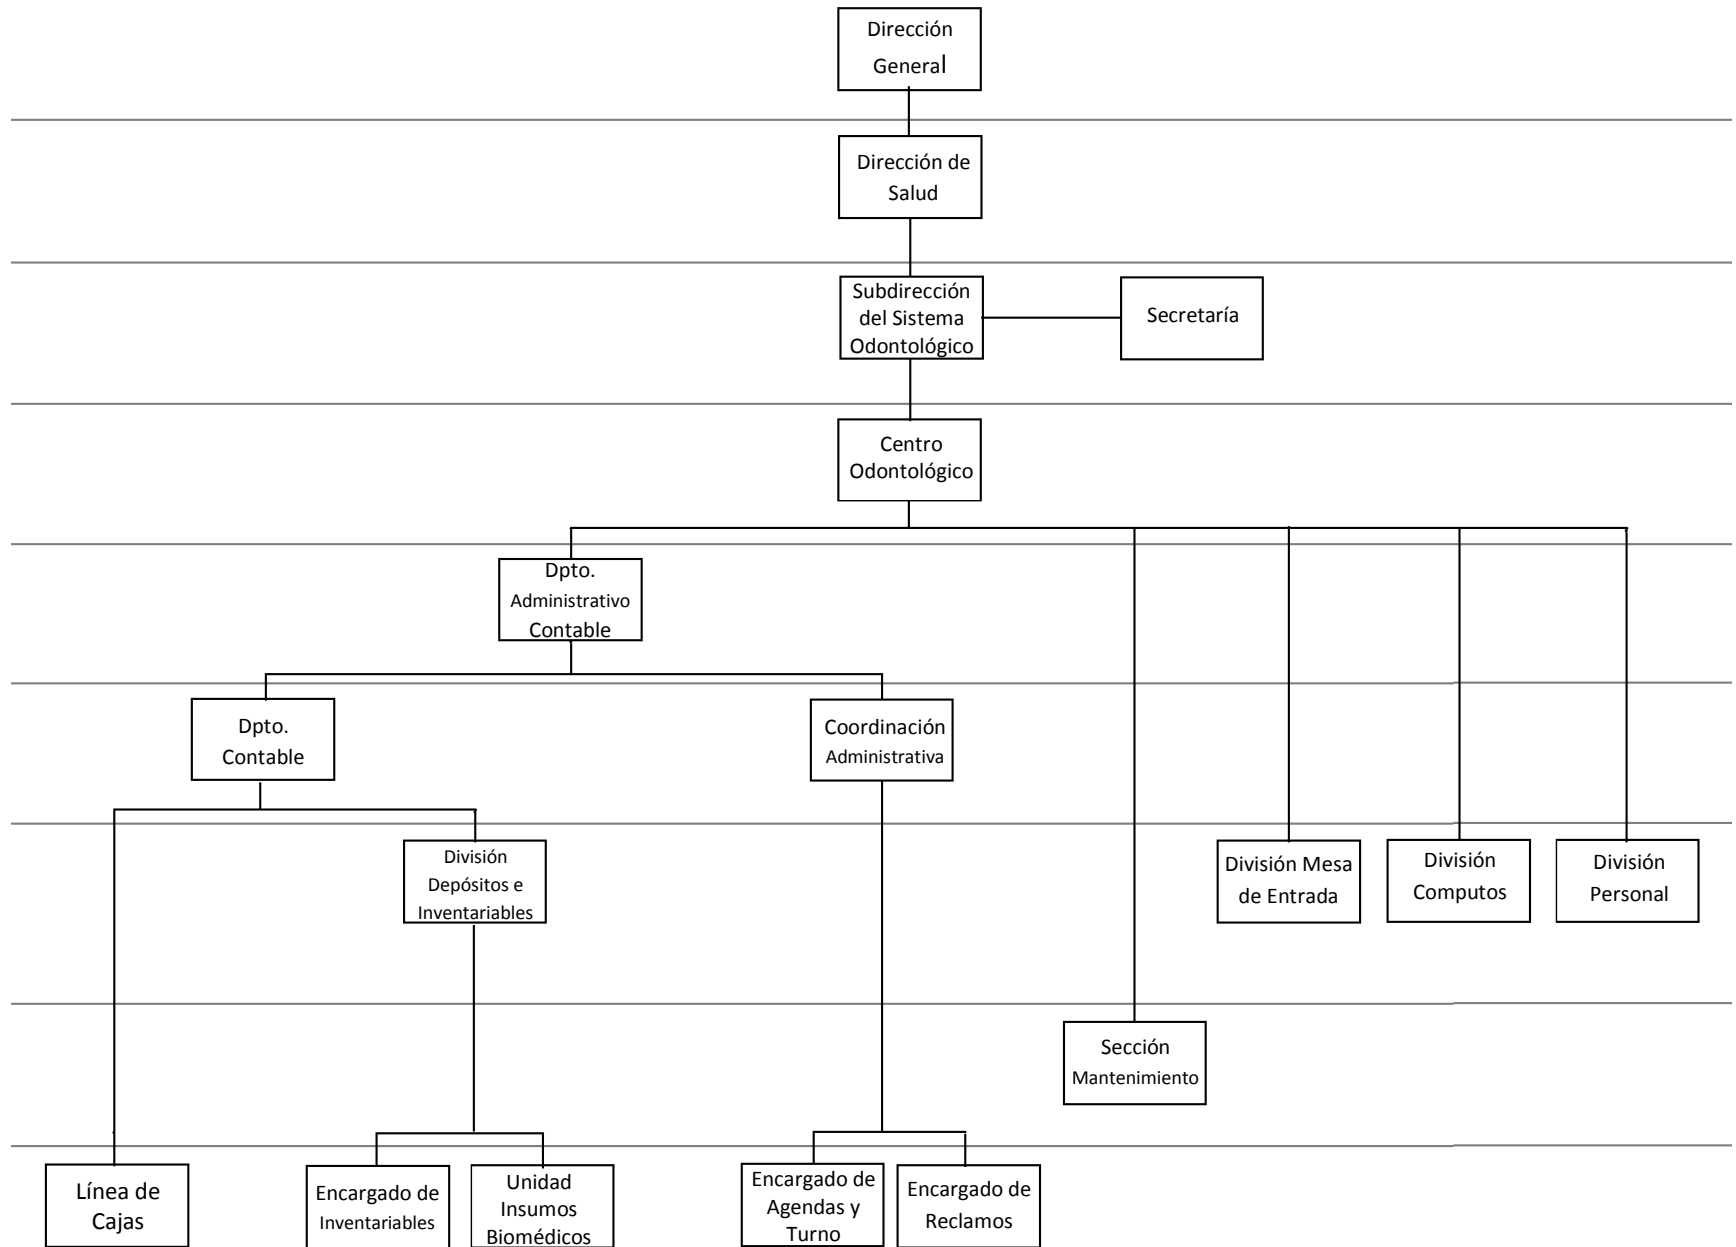 Dirección
General
Dirección de
Salud
Subdirección
del Sistema
Odontológico
Secretaría
Centro
Odontológico
Dpto.
Administrativo
Contable
Dpto.
Contable
Coordinación
Administrativa
División
Depósitos e
Inventariables
División Mesa
de Entrada
División
Computos
División
Personal
Sección
Mantenimiento
Línea de
Cajas
Encargado de
Inventariables
Unidad
Insumos
Biomédicos
Encargado de
Agendas y
Turno
Encargado de
Reclamos